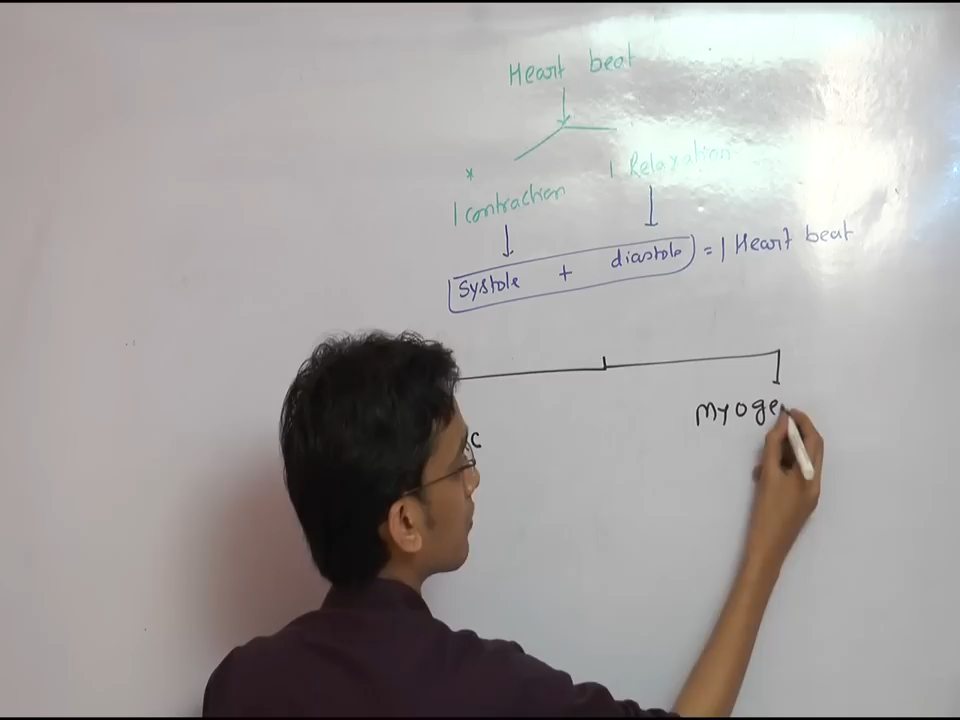 Heart beat
1 Relaxation
*
1 contraction
Systole + diastole = 1 Heart beat
myoge
c